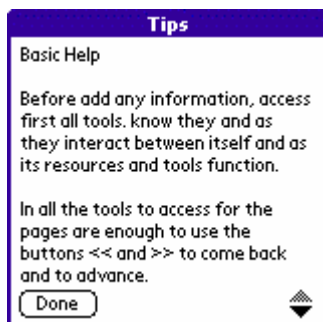 Tips
Basic Help
Before add any information, access
first all tools. know they and as
they interact between itself and as
its resources and tools function.
In all the tools to access for the
pages are enough to use the
buttons << and >> to come back
and to advance.
Done